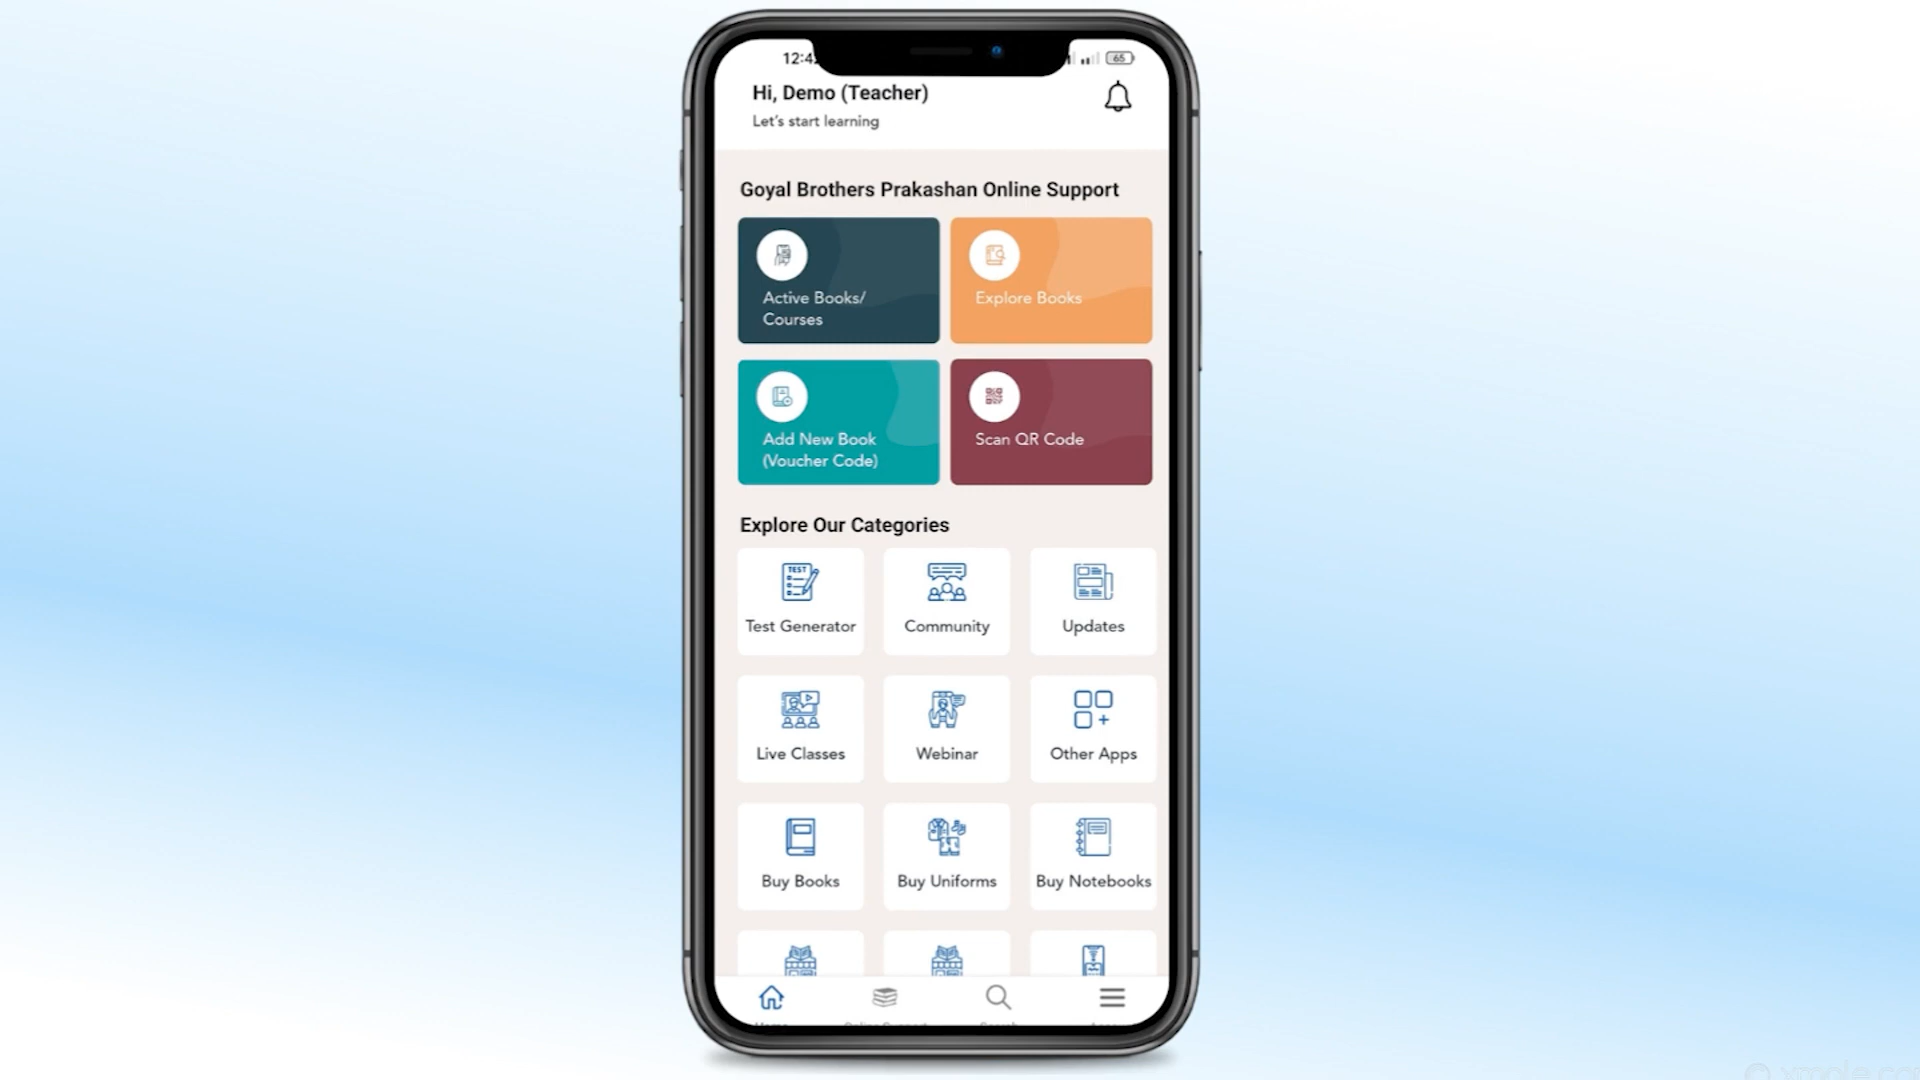 65
Hi, Demo (Teacher)
Let's start learning
Goyal Brothers Prakashan Online Support
Active Books/
Courses
Explore Books
Add New Book
(Voucher Code)
Scan QR Code
Explore Our Categories
TEST
Test Generator
Community
Updates
Live Classes
Webinar
Other Apps
Buy Books
Buy Uniforms
Buy Notebooks